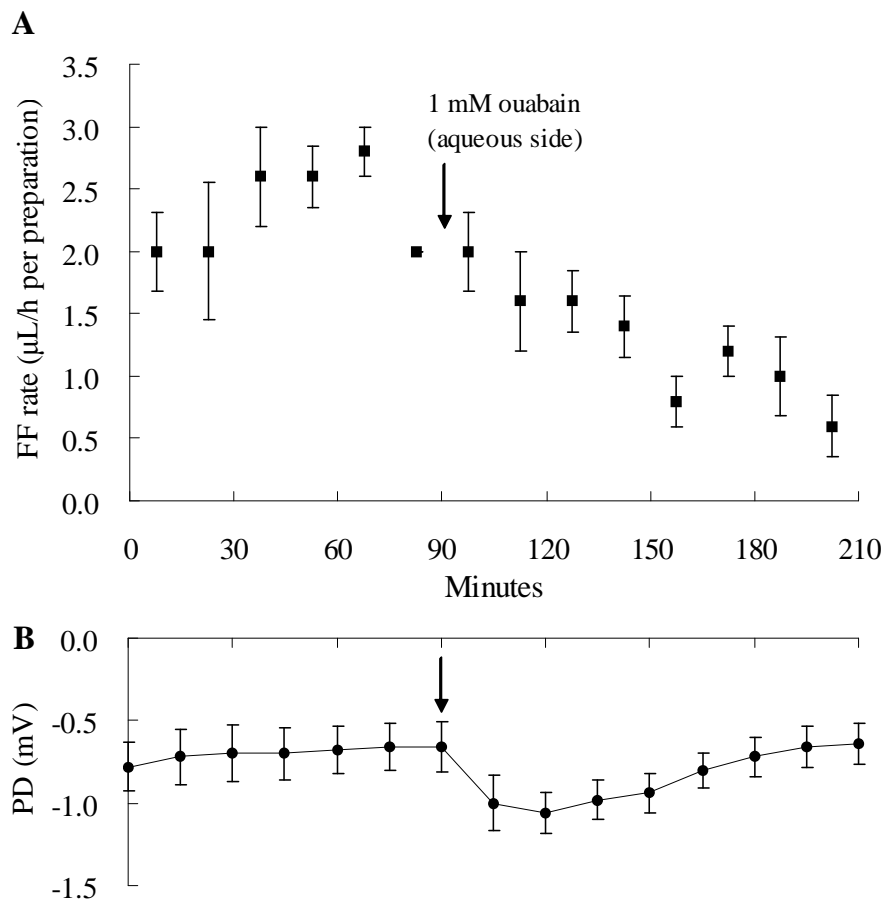 A
3.5
3.0
2.5
2.0
1.5
1.0
0.5
0.0
FF rate (µL/h per preparation)
1 mM ouabain
(aqueous side)
0 30 60 90 120 150 180 210
Minutes
B
0.0
-0.5
-1.0
-1.5
PD (mV)